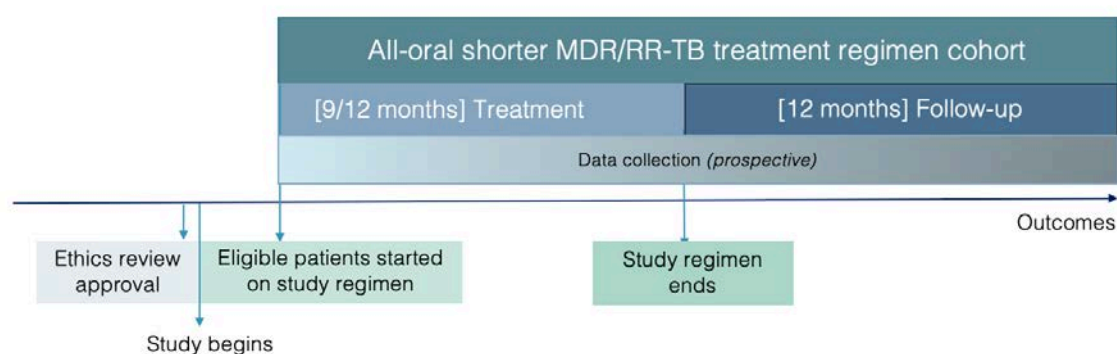 All-oral shorter MDR/RR-TB treatment regimen cohort
[9/12 months] Treatment
[12 months] Follow-up
Data collection (prospective)
Outcomes
Ethics review
approval
Eligible patients started
on study regimen
Study regimen
ends
Study begins